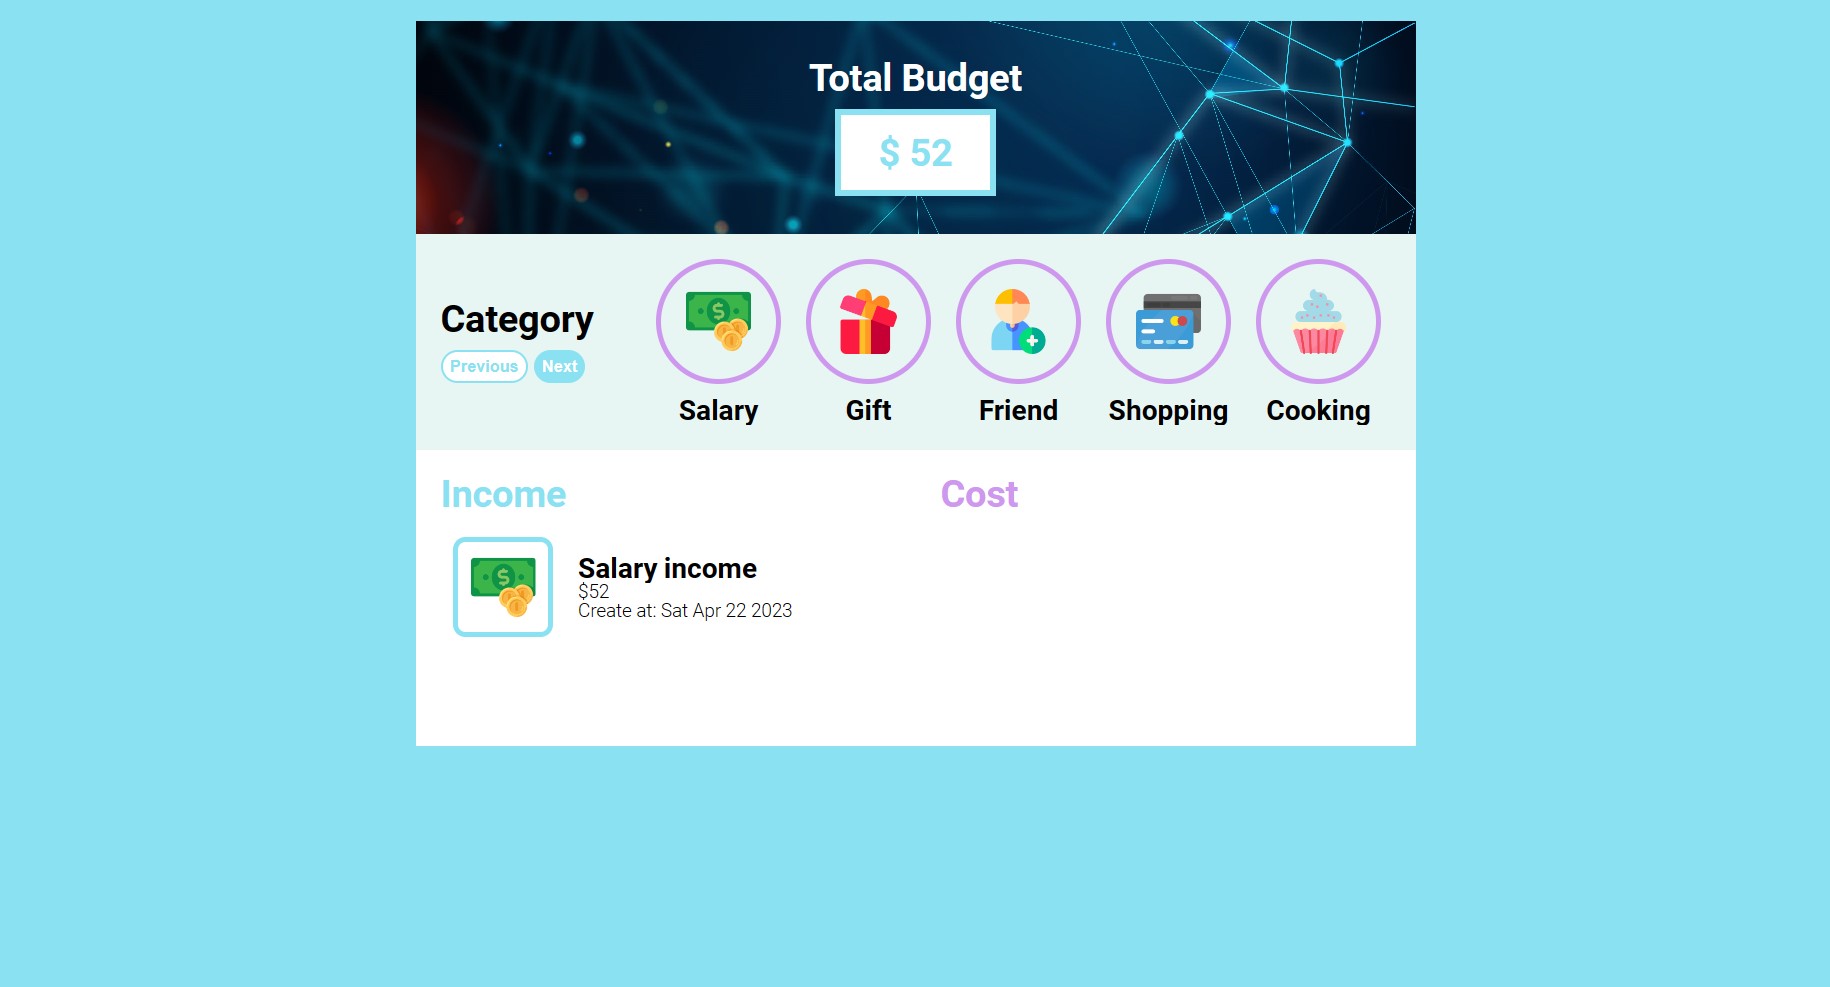 Total Budget
$ 52
Category
Previous Next
Salary Gift Friend Shopping Cooking
Income
Cost
Salary income
$52
Create at: Sat Apr 22 2023